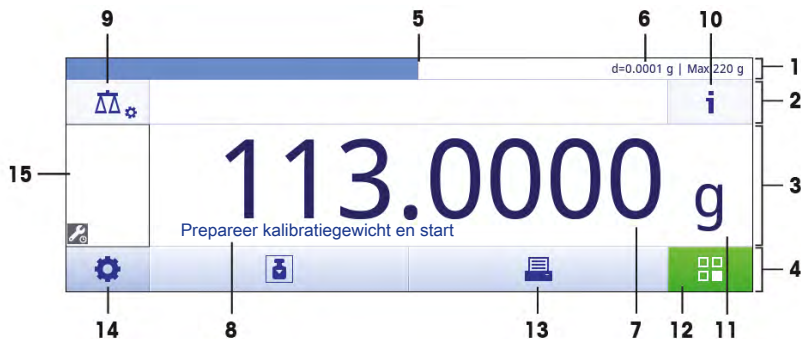 9 5 6 10
d=0.0001 g | Max 220 g 1
2
i
15 113.0000 g 3
Prepareer kalibratiegewicht en start
4
14 8 13 7 12 11